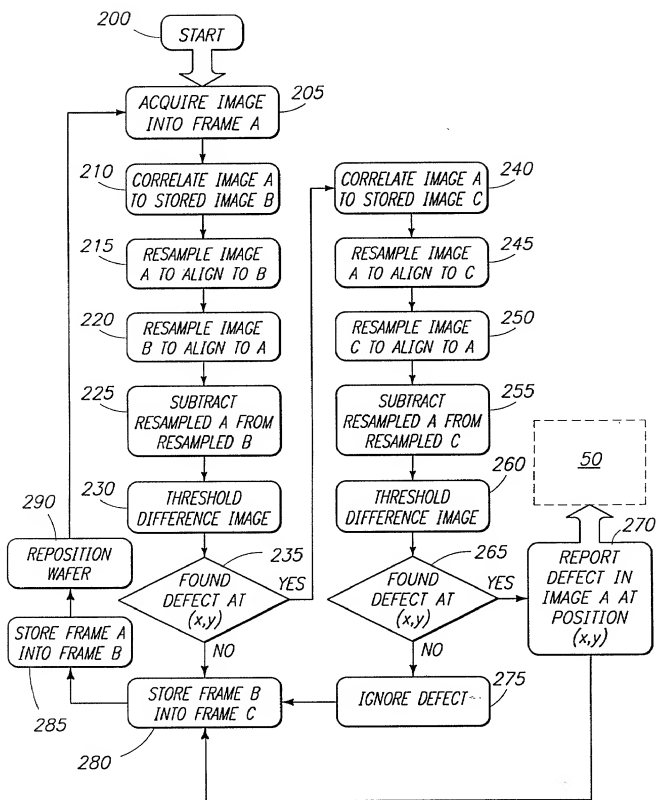 200
START
ACQUIRE IMAGE
INTO FRAME A
205
210
CORRELATE IMAGE A
TO STORED IMAGE B
215
RESAMPLE IMAGE
A TO ALIGN TO B
220
RESAMPLE IMAGE
B TO ALIGN TO A
225
SUBTRACT
RESAMPLED A FROM
RESAMPLED B
230
THRESHOLD
DIFFERENCE IMAGE
235
FOUND
DEFECT AT
(x,y)
YES
NO
240
CORRELATE IMAGE A
TO STORED IMAGE C
245
RESAMPLE IMAGE
A TO ALIGN TO C
250
RESAMPLE IMAGE
C TO ALIGN TO A
255
SUBTRACT
RESAMPLED A FROM
RESAMPLED C
260
THRESHOLD
DIFFERENCE IMAGE
265
FOUND
DEFECT AT
(x,y)
YES
NO
50
270
REPORT
DEFECT IN
IMAGE A AT
POSITION
(x,y)
275
IGNORE DEFECT
STORE FRAME B
INTO FRAME C
280
STORE FRAME A
INTO FRAME B
285
290
REPOSITION
WAFER